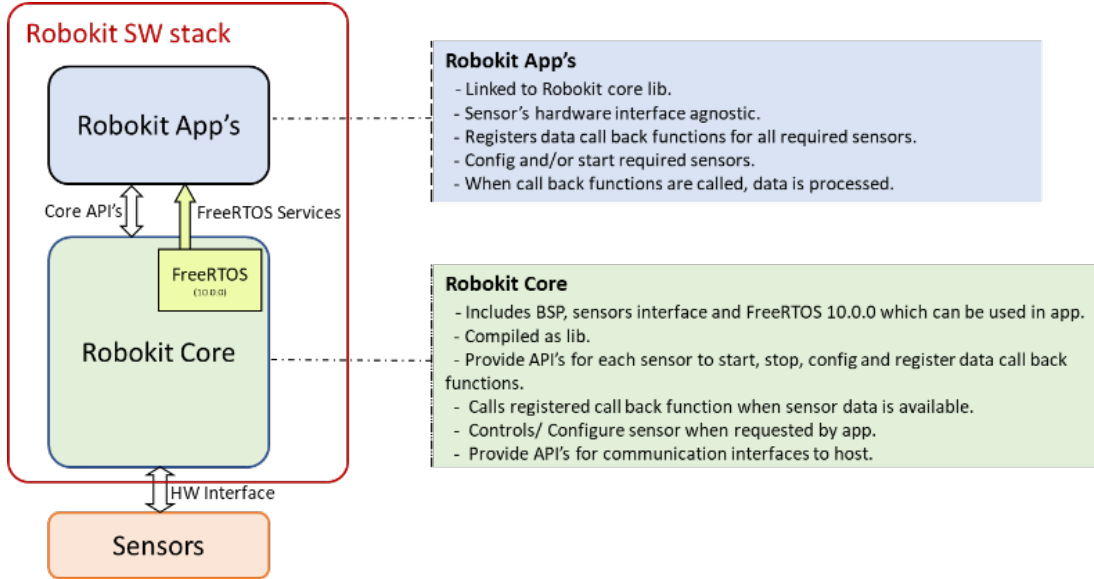 Robokit SW stack
Robokit App's
Core API's
FreeRTOS Services
FreeRTOS
(10.0.0)
Robokit Core
HW Interface
Sensors
Robokit App's
- Linked to Robokit core lib.
- Sensor's hardware interface agnostic.
- Registers data call back functions for all required sensors.
- Config and/or start required sensors.
- When call back functions are called, data is processed.
Robokit Core
- Includes BSP, sensors interface and FreeRTOS 10.0.0 which can be used in app.
- Compiled as lib.
- Provide API's for each sensor to start, stop, config and register data call back
functions.
- Calls registered call back function when sensor data is available.
- Controls/ Configure sensor when requested by app.
- Provide API's for communication interfaces to host.